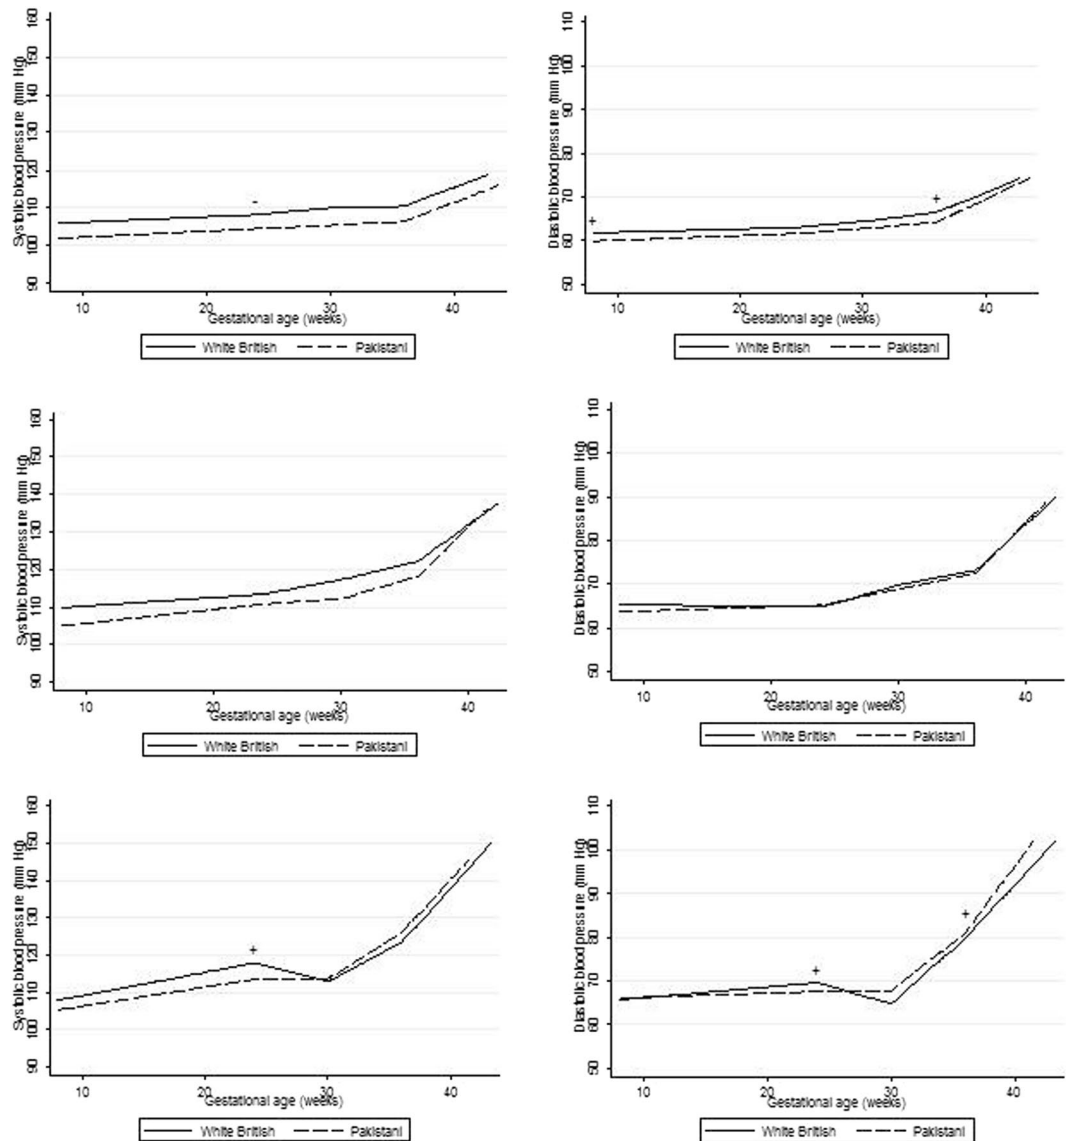 Systolic blood pressure (mm Hg)
160
150
140
130
120
110
100
90
10 20 30 40
Gestational age (weeks)
White British Pakistani
Diastolic blood pressure (mm Hg)
110
100
90
80
70
60
50
10 20 30 40
Gestational age (weeks)
White British Pakistani
Systolic blood pressure (mm Hg)
160
150
140
130
120
110
100
90
10 20 30 40
Gestational age (weeks)
White British Pakistani
Diastolic blood pressure (mm Hg)
110
100
90
80
70
60
50
10 20 30 40
Gestational age (weeks)
White British Pakistani
Systolic blood pressure (mm Hg)
160
150
140
130
120
110
100
90
10 20 30 40
Gestational age (weeks)
White British Pakistani
Diastolic blood pressure (mm Hg)
110
100
90
80
70
60
50
10 20 30 40
Gestational age (weeks)
White British Pakistani